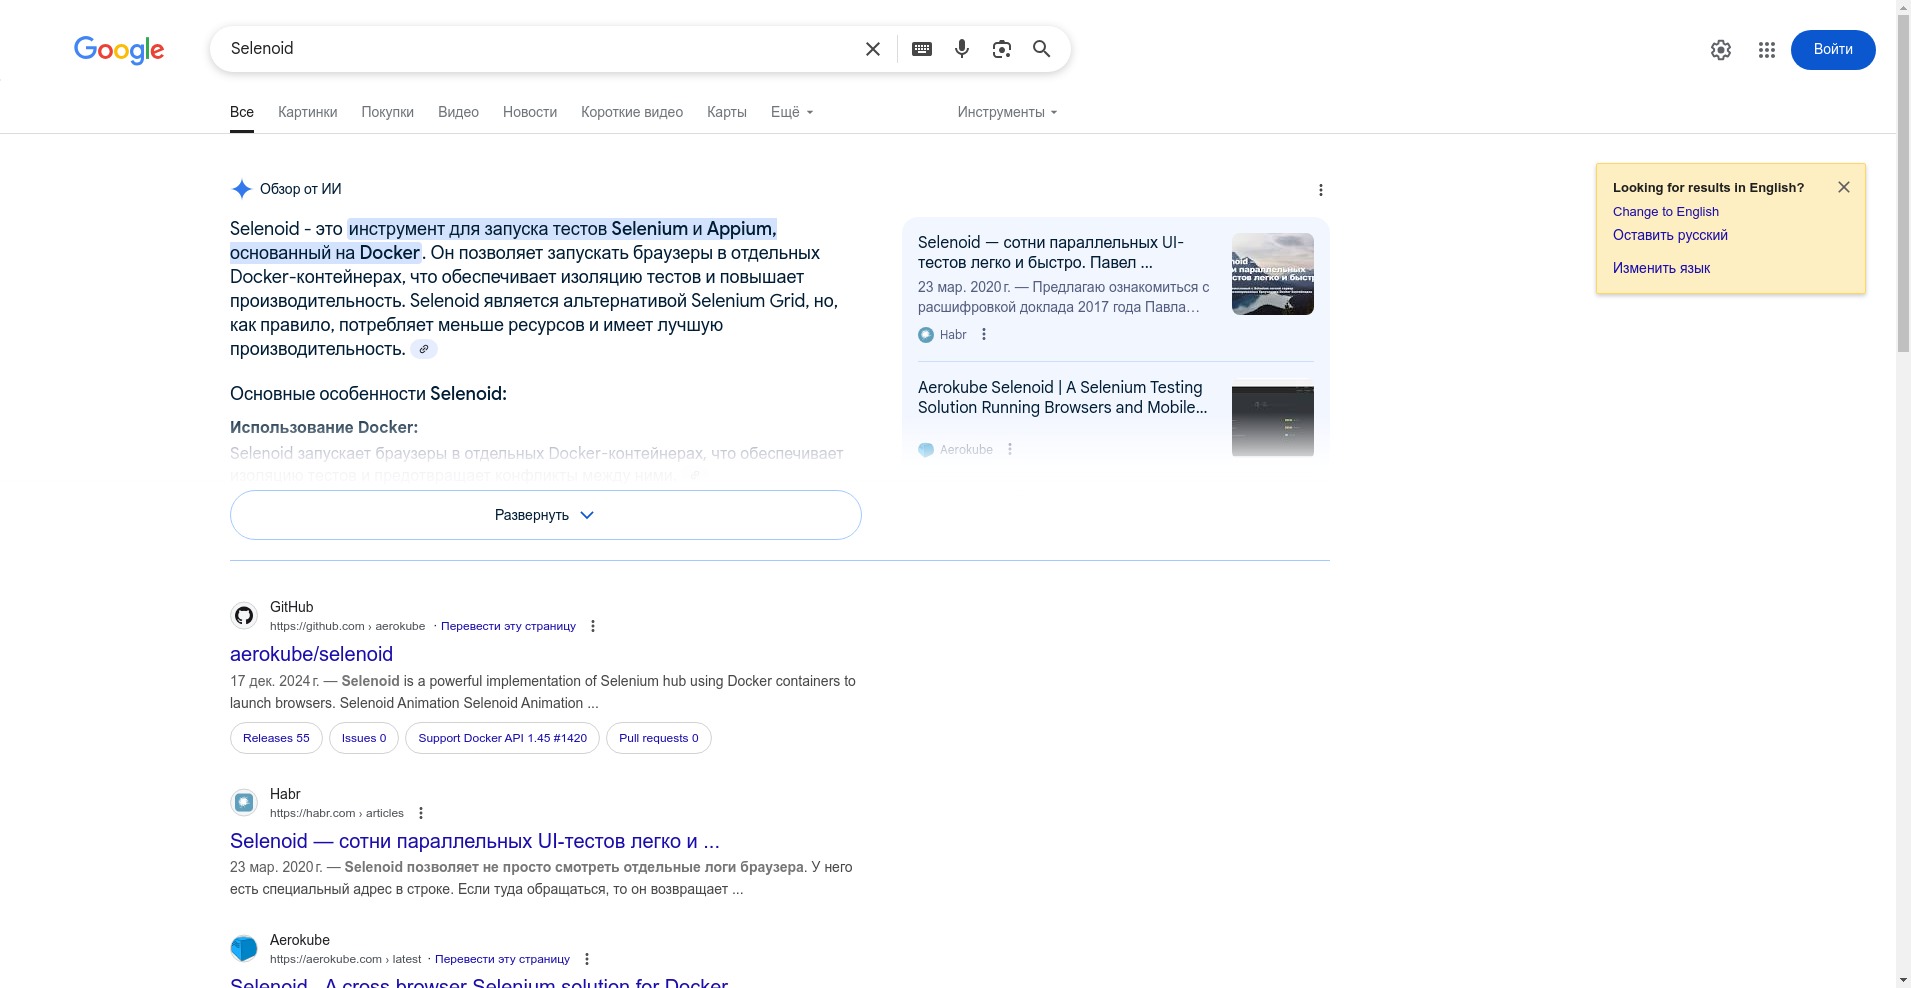 Google
Selenoid
Войти
Все
Картинки
Покупки
Видео
Новости
Короткие видео
Карты
Ещё
Инструменты
Looking for results in English?
Change to English
Оставить русский
Изменить язык
Обзор от ИИ
Selenoid - это инструмент для запуска тестов Selenium и Appium,
основанный на Docker. Он позволяет запускать браузеры в отдельных
Docker-контейнерах, что обеспечивает изоляцию тестов и повышает
производительность. Selenoid является альтернативой Selenium Grid, но,
как правило, потребляет меньше ресурсов и имеет лучшую
производительность.
Основные особенности Selenoid:
Использование Docker:
Selenoid запускает браузеры в отдельных Docker-контейнерах, что обеспечивает
изоляцию тестов и предотвращает конфликты между ними.
Развернуть
Selenoid — сотни параллельных UI-
тестов легко и быстро. Павел ...
23 мар. 2020 г. — Предлагаю ознакомиться с
расшифровкой доклада 2017 года Павла...
Habr
Aerokube Selenoid | A Selenium Testing
Solution Running Browsers and Mobile...
Aerokube
GitHub
https://github.com › aerokube · Перевести эту страницу
aerokube/selenoid
17 дек. 2024 г. — Selenoid is a powerful implementation of Selenium hub using Docker containers to
launch browsers. Selenoid Animation Selenoid Animation ...
Releases 55
Issues 0
Support Docker API 1.45 #1420
Pull requests 0
Habr
https://habr.com › articles
Selenoid — сотни параллельных UI-тестов легко и ...
23 мар. 2020 г. — Selenoid позволяет не просто смотреть отдельные логи браузера. У него
есть специальный адрес в строке. Если туда обращаться, то он возвращает ...
Aerokube
https://aerokube.com › latest · Перевести эту страницу
Selenoid - A cross browser Selenium solution for Docker